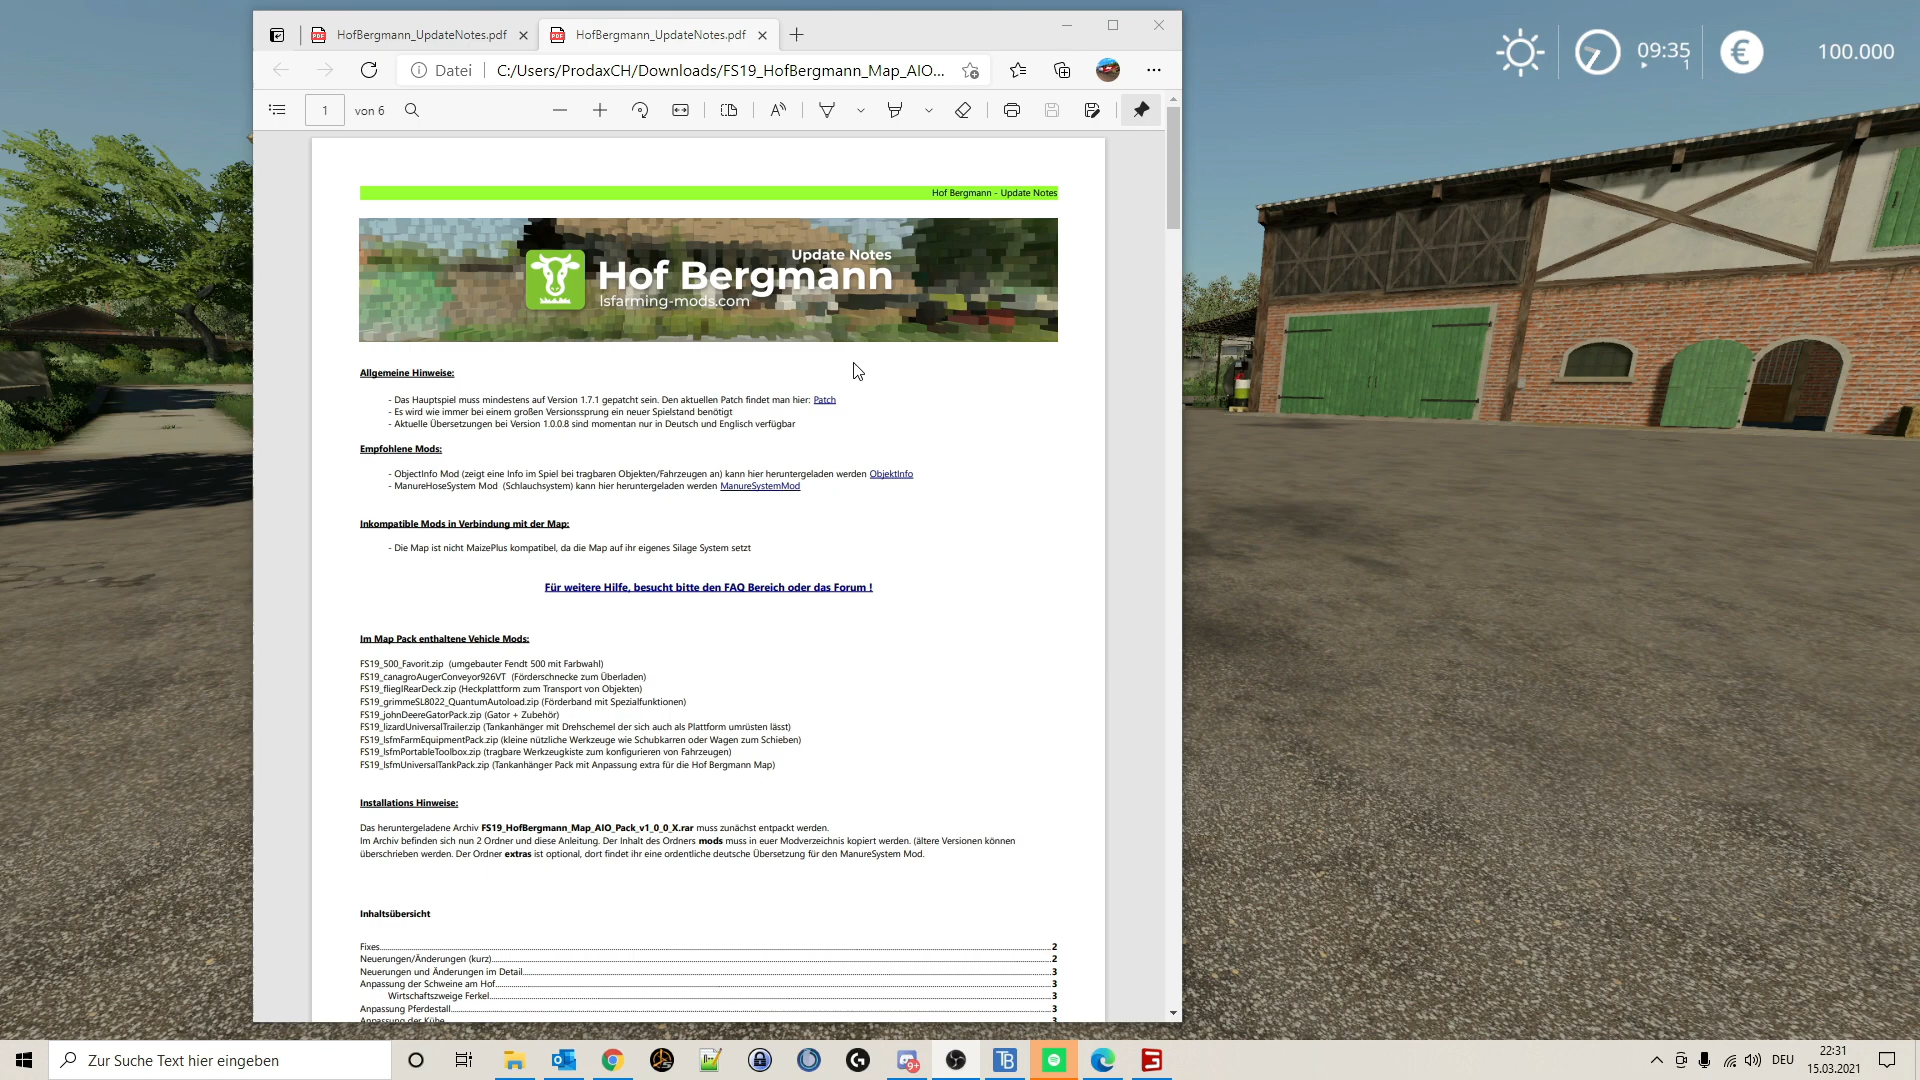 HofBergmann_UpdateNotes.pdf
HofBergmann_UpdateNotes.pdf
Datei
C:/Users/ProdaxCH/Downloads/FS19_HofBergmann_Map_AIO...
1
von 6
09:35
1
100.000
Hof Bergmann - Update Notes
Update Notes
Hof Bergmann
lsfarming-mods.com
Allgemeine Hinweise:
- Das Hauptspiel muss mindestens auf Version 1.7.1 gepatcht sein. Den aktuellen Patch findet man hier: Patch
- Es wird wie immer bei einem großen Versionssprung ein neuer Spielstand benötigt
- Aktuelle Übersetzungen bei Version 1.0.0.8 sind momentan nur in Deutsch und Englisch verfügbar
Empfohlene Mods:
- ObjectInfo Mod (zeigt eine Info im Spiel bei tragbaren Objekten/Fahrzeugen an) kann hier heruntergeladen werden ObjektInfo
- ManureHoseSystem Mod (Schlauchsystem) kann hier heruntergeladen werden ManureSystemMod
Inkompatible Mods in Verbindung mit der Map:
- Die Map ist nicht MaizePlus kompatibel, da die Map auf ihr eigenes Silage System setzt
Für weitere Hilfe, besucht bitte den FAQ Bereich oder das Forum !
Im Map Pack enthaltene Vehicle Mods:
FS19_500_Favorit.zip (umgebauter Fendt 500 mit Farbwahl)
FS19_canagroAugerConveyor926VT (Förderschnecke zum Überladen)
FS19_flieglRearDeck.zip (Heckplattform zum Transport von Objekten)
FS19_grimmeSL8022_QuantumAutoload.zip (Förderband mit Spezialfunktionen)
FS19_johnDeereGatorPack.zip (Gator + Zubehör)
FS19_lizardUniversalTrailer.zip (Tankanhänger mit Drehschemel der sich auch als Plattform umrüsten lässt)
FS19_lsfmFarmEquipmentPack.zip (kleine nützliche Werkzeuge wie Schubkarren oder Wagen zum Schieben)
FS19_lsfmPortableToolbox.zip (tragbare Werkzeugkiste zum konfigurieren von Fahrzeugen)
FS19_lsfmUniversalTankPack.zip (Tankanhänger Pack mit Anpassung extra für die Hof Bergmann Map)
Installations Hinweise:
Das heruntergeladene Archiv FS19_HofBergmann_Map_AIO_Pack_v1_0_0_X.rar muss zunächst entpackt werden.
Im Archiv befinden sich nun 2 Ordner und diese Anleitung. Der Inhalt des Ordners mods muss in euer Modverzeichnis kopiert werden. (ältere Versionen können
überschrieben werden. Der Ordner extras ist optional, dort findet ihr eine ordentliche deutsche Übersetzung für den ManureSystem Mod.
Inhaltsübersicht
Fixes 2
Neuerungen/Änderungen (kurz) 2
Neuerungen und Änderungen im Detail 3
Anpassung der Schweine am Hof 3
Wirtschaftszweige Ferkel 3
Anpassung Pferdestall 3
Anpassung der Kühe 3
Zur Suche Text hier eingeben
9+
TB
DEU
22:31
15.03.2021